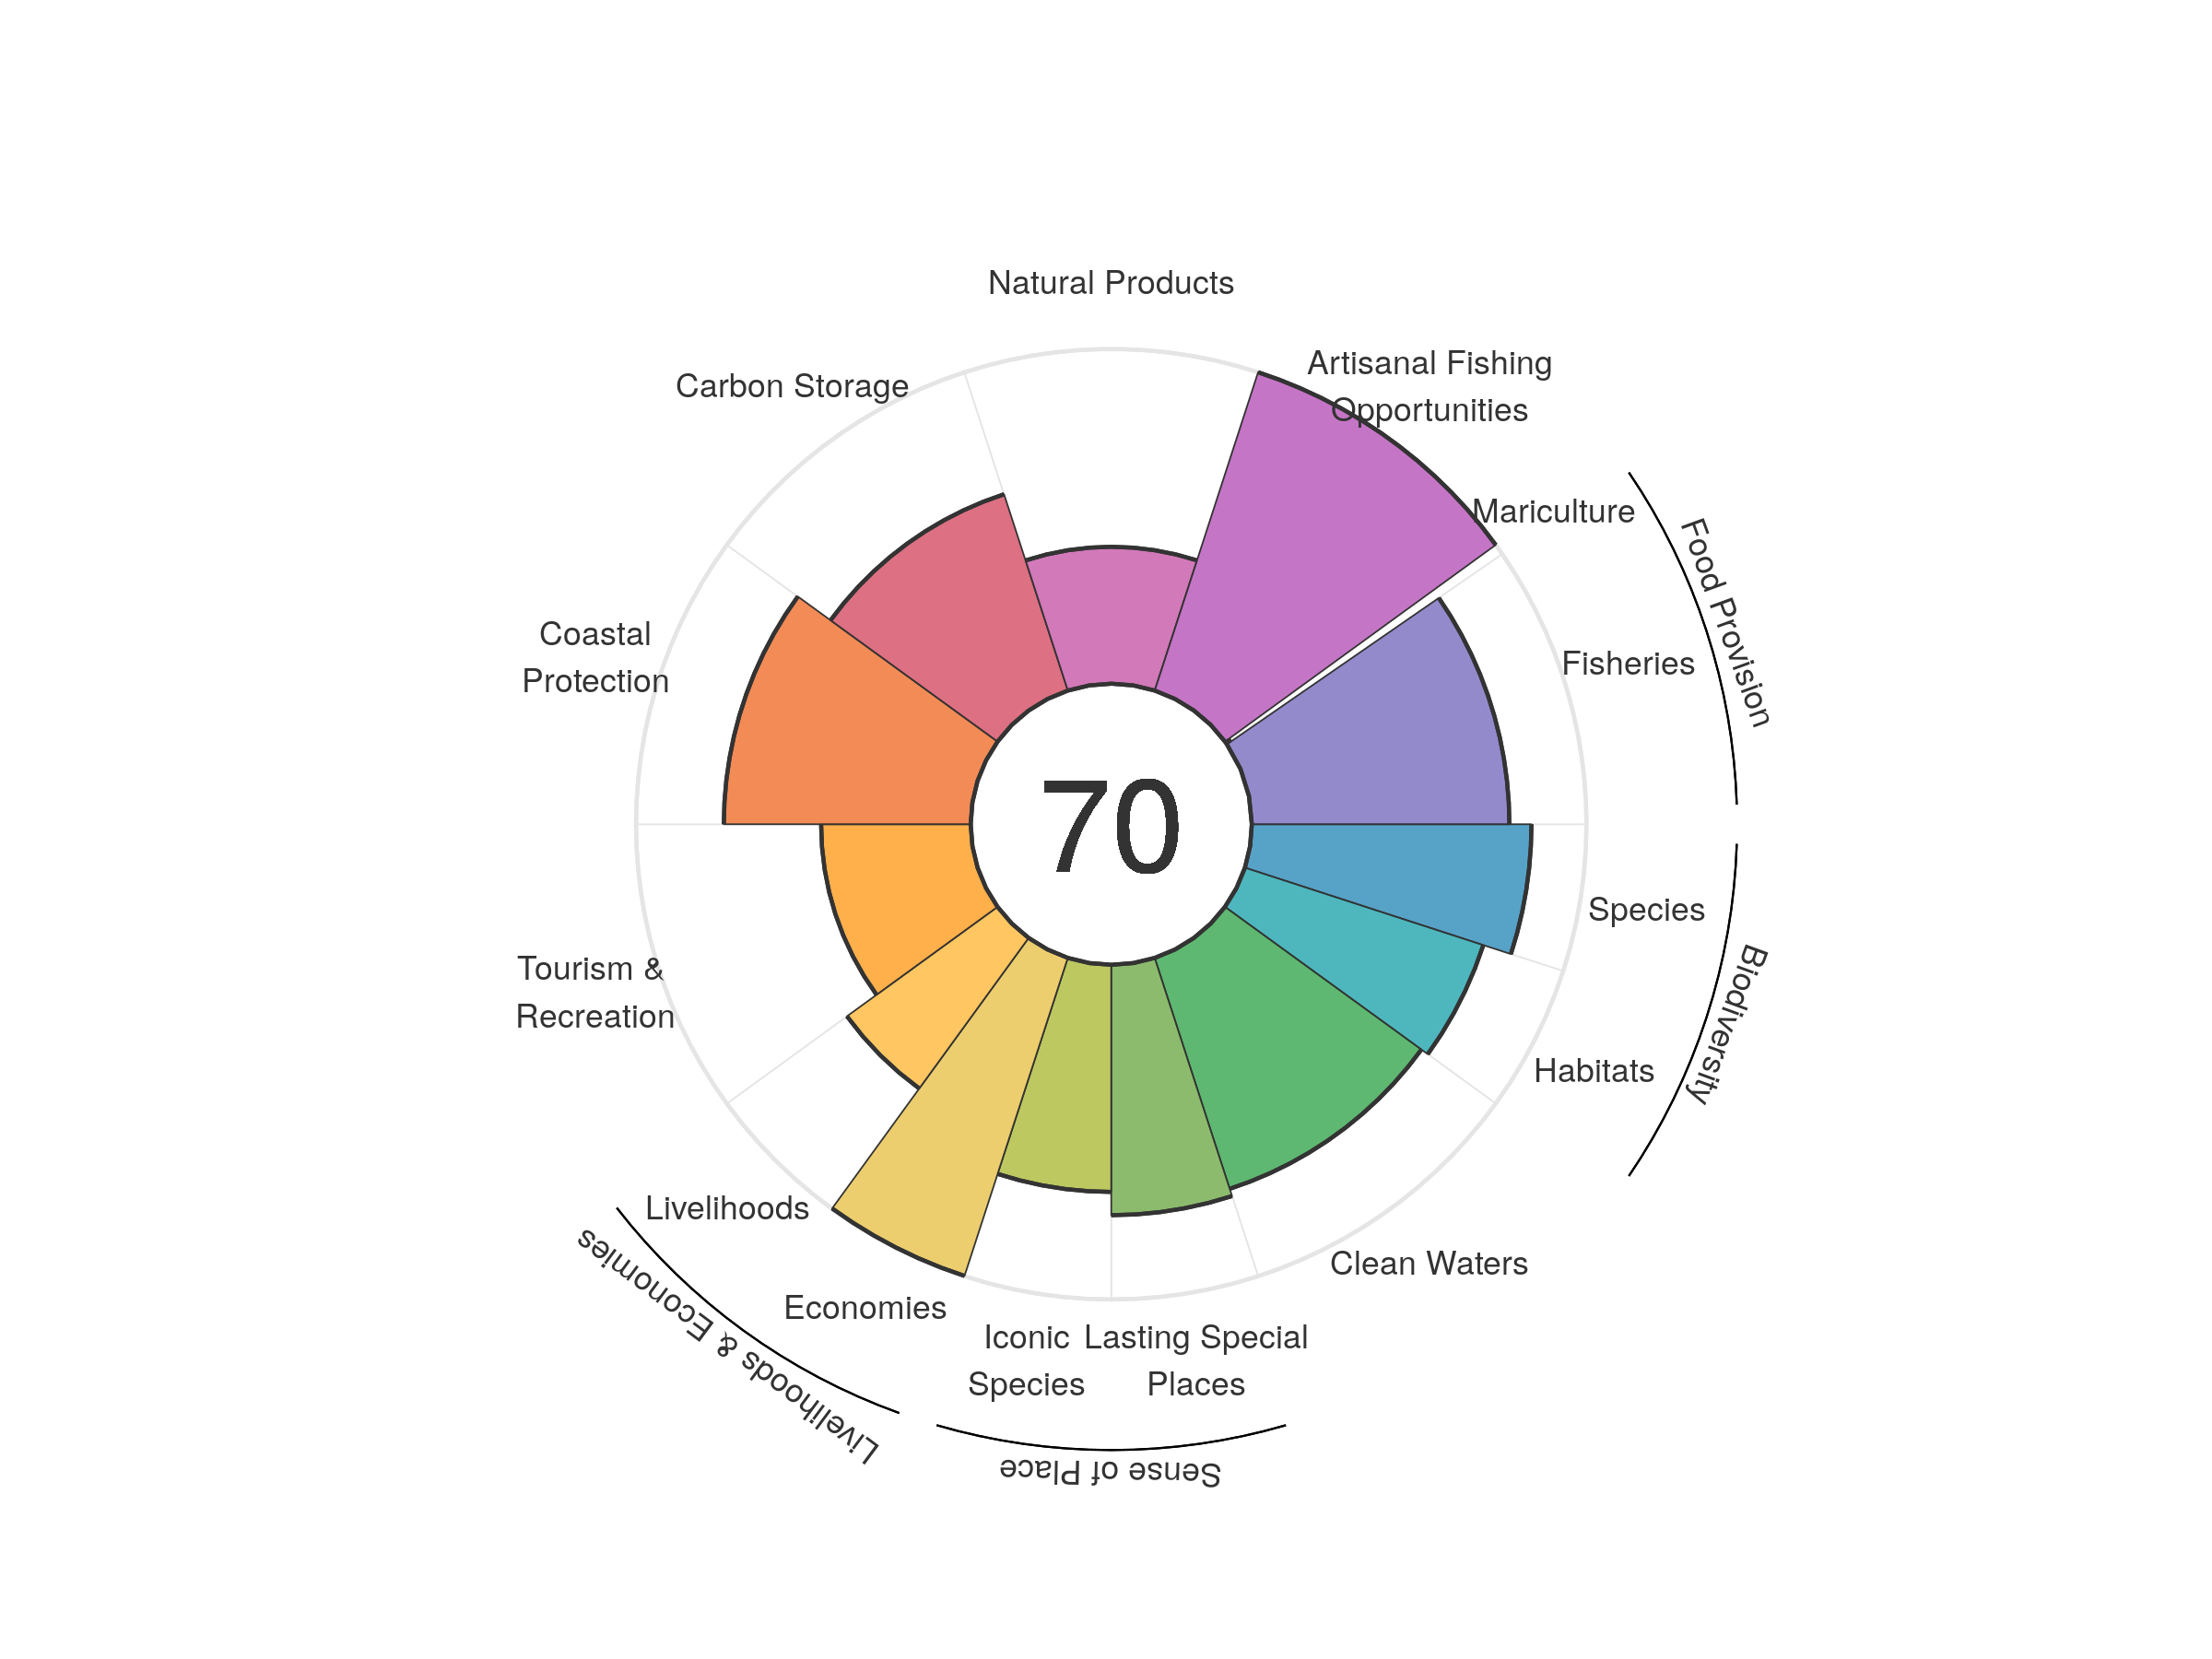 Natural Products
Artisanal Fishing
Opportunities
Carbon Storage
Mariculture
Food Provision
Coastal
Protection
Fisheries
70
Species
Biodiversity
Tourism &
Recreation
Habitats
Livelihoods
Clean Waters
Livelihoods & Economies
Economies
Iconic
Species
Lasting Special
Places
Sense of Place